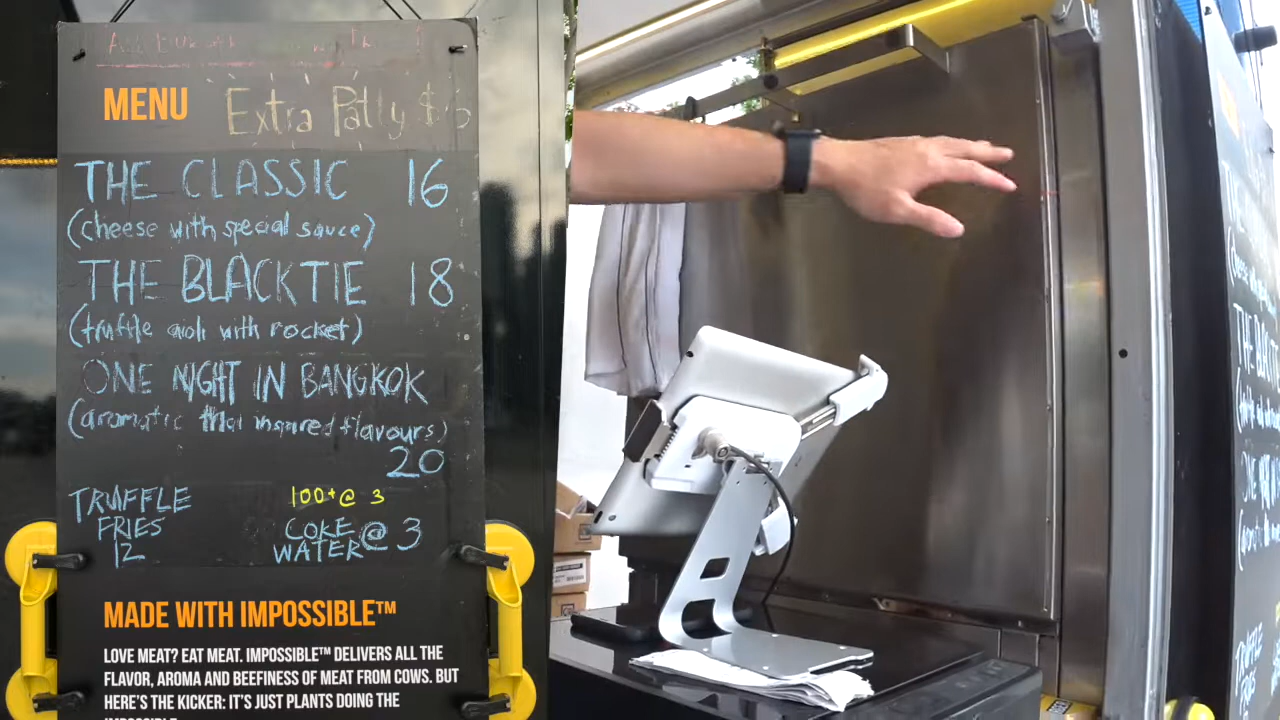 MENU
Extra Patty $6
THE CLASSIC 16
(cheese with special sauce)
THE BLACK TIE 18
(truffle aioli with rocket)
ONE NIGHT IN BANGKOK
(aromatic thai inspired flavours)
20
TRUFFLE
FRIES
12
100+ @ 3
COKE
WATER @ 3
MADE WITH IMPOSSIBLE™
LOVE MEAT? EAT MEAT. IMPOSSIBLE™ DELIVERS ALL THE
FLAVOR, AROMA AND BEEFINESS OF MEAT FROM COWS. BUT
HERE'S THE KICKER: IT'S JUST PLANTS DOING THE